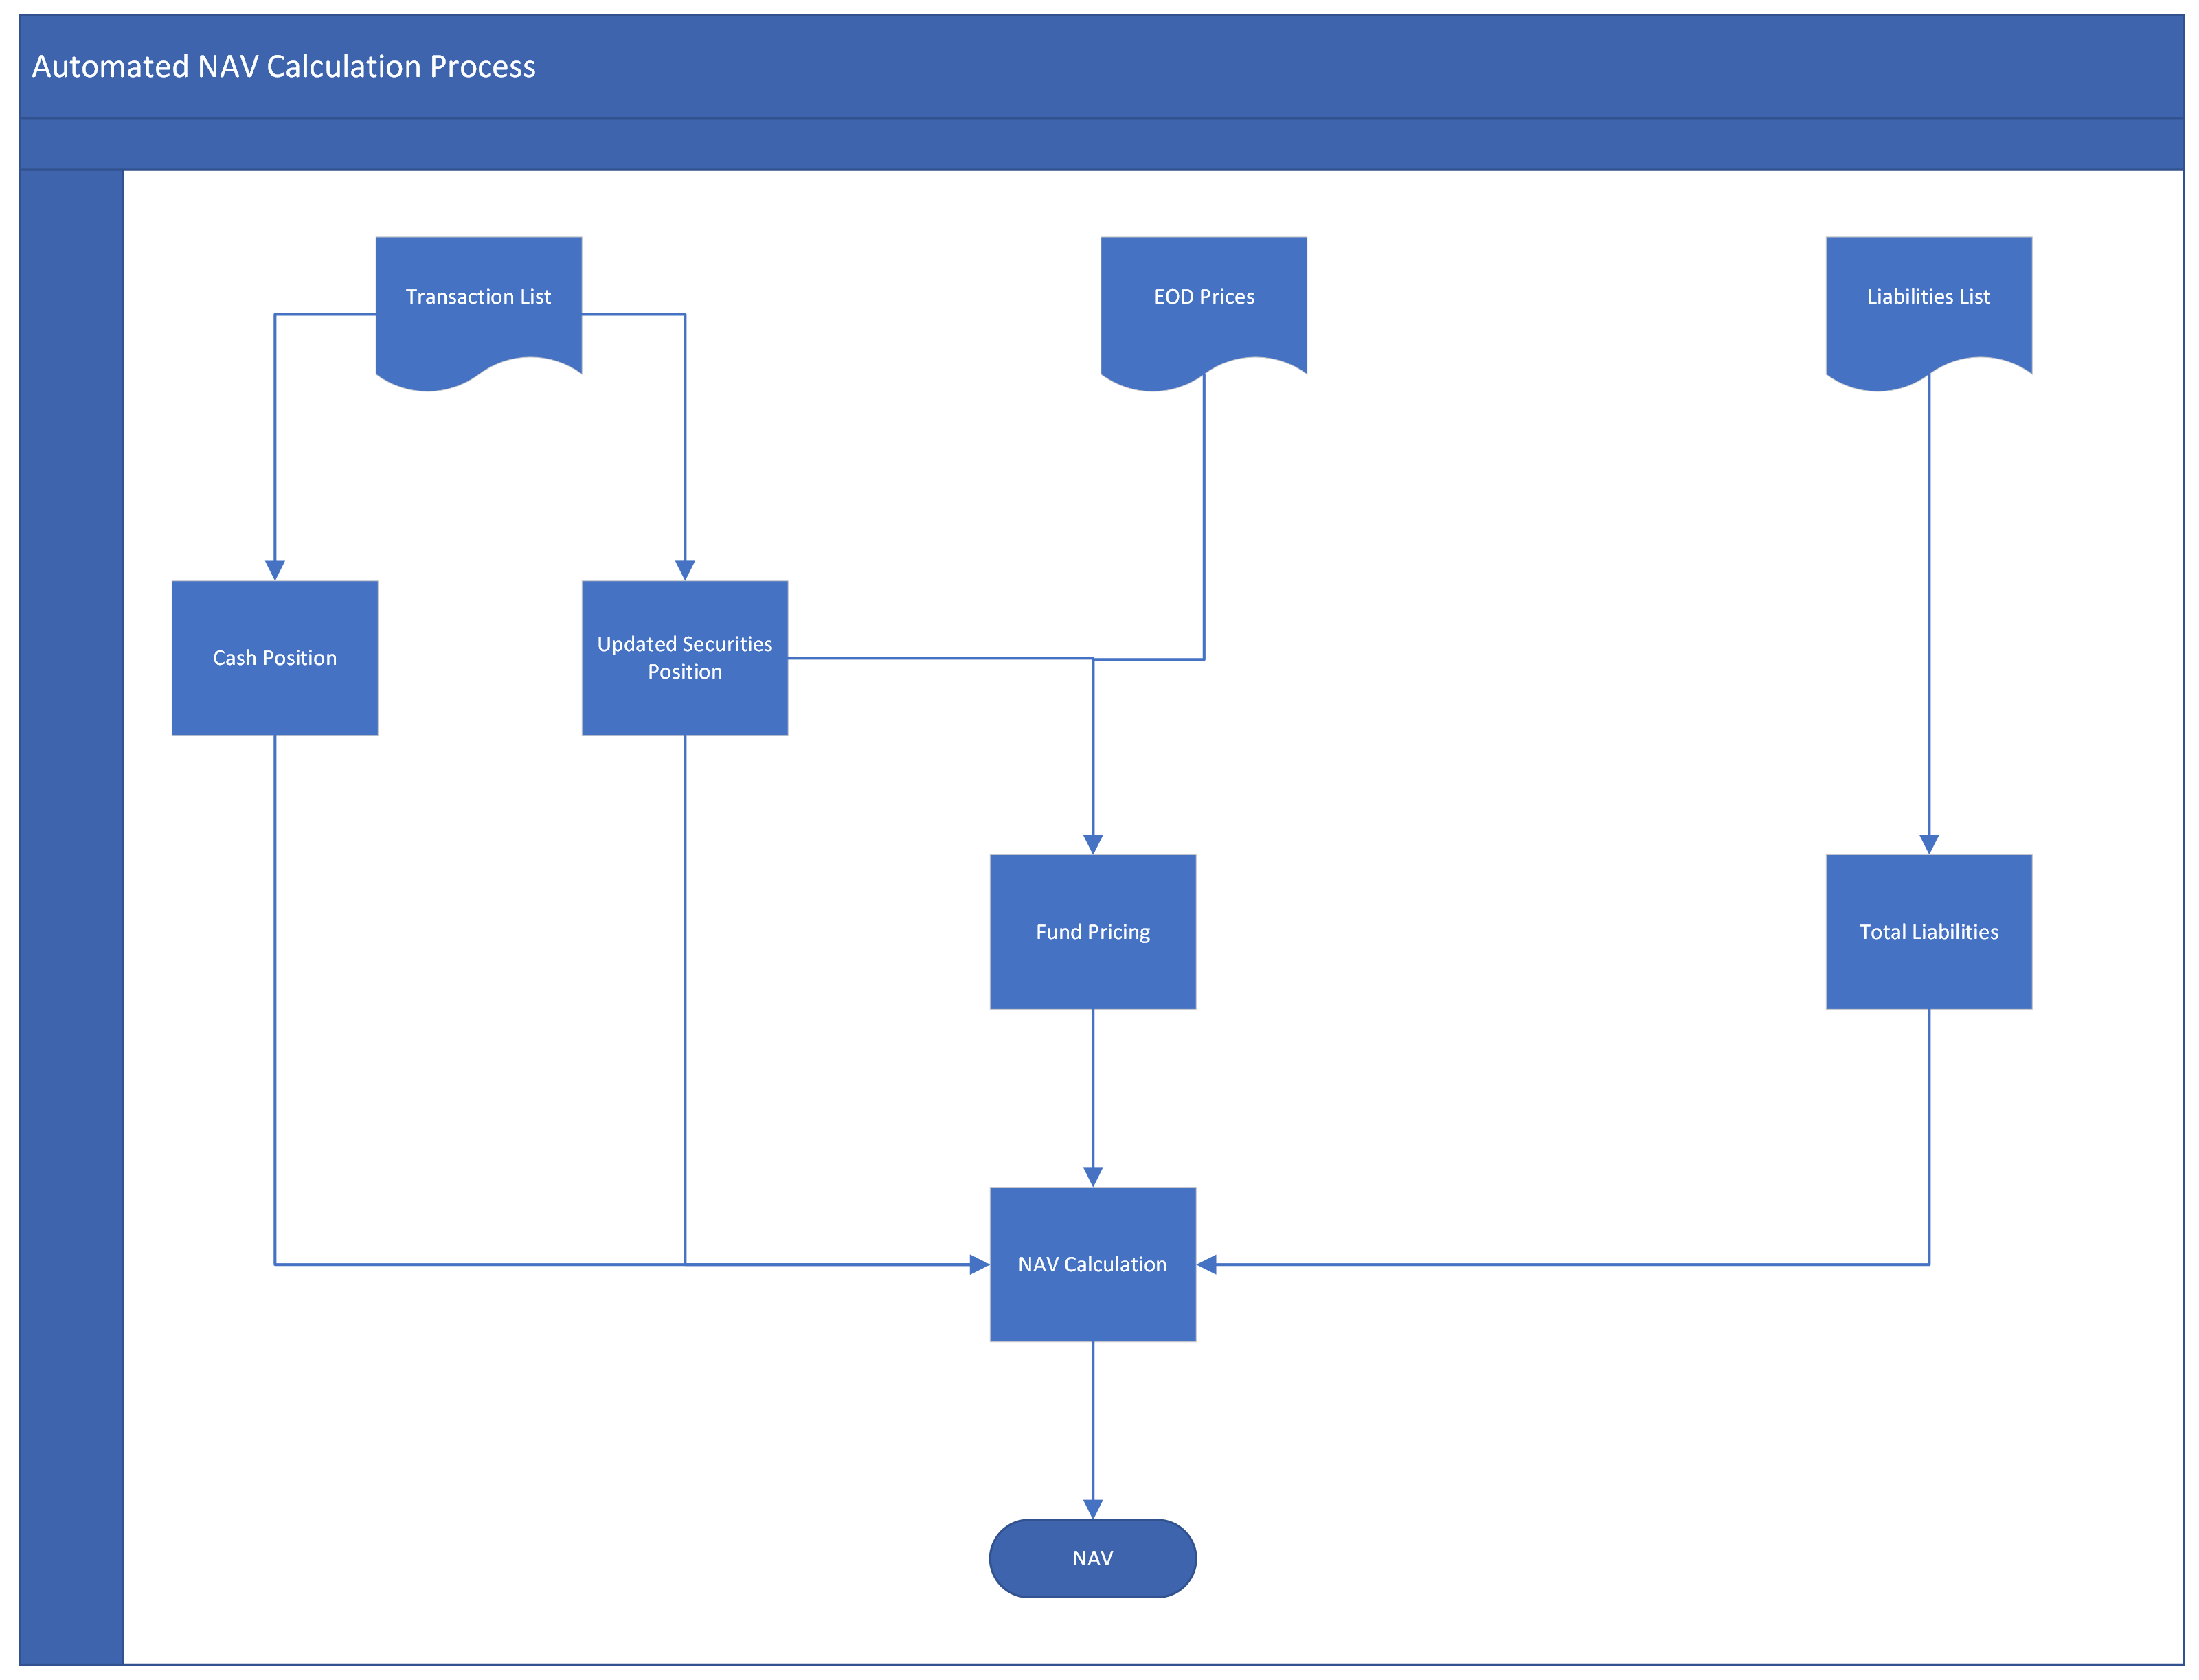 Automated NAV Calculation Process
Transaction List
EOD Prices
Liabilities List
Cash Position
Updated Securities
Position
Fund Pricing
Total Liabilities
NAV Calculation
NAV